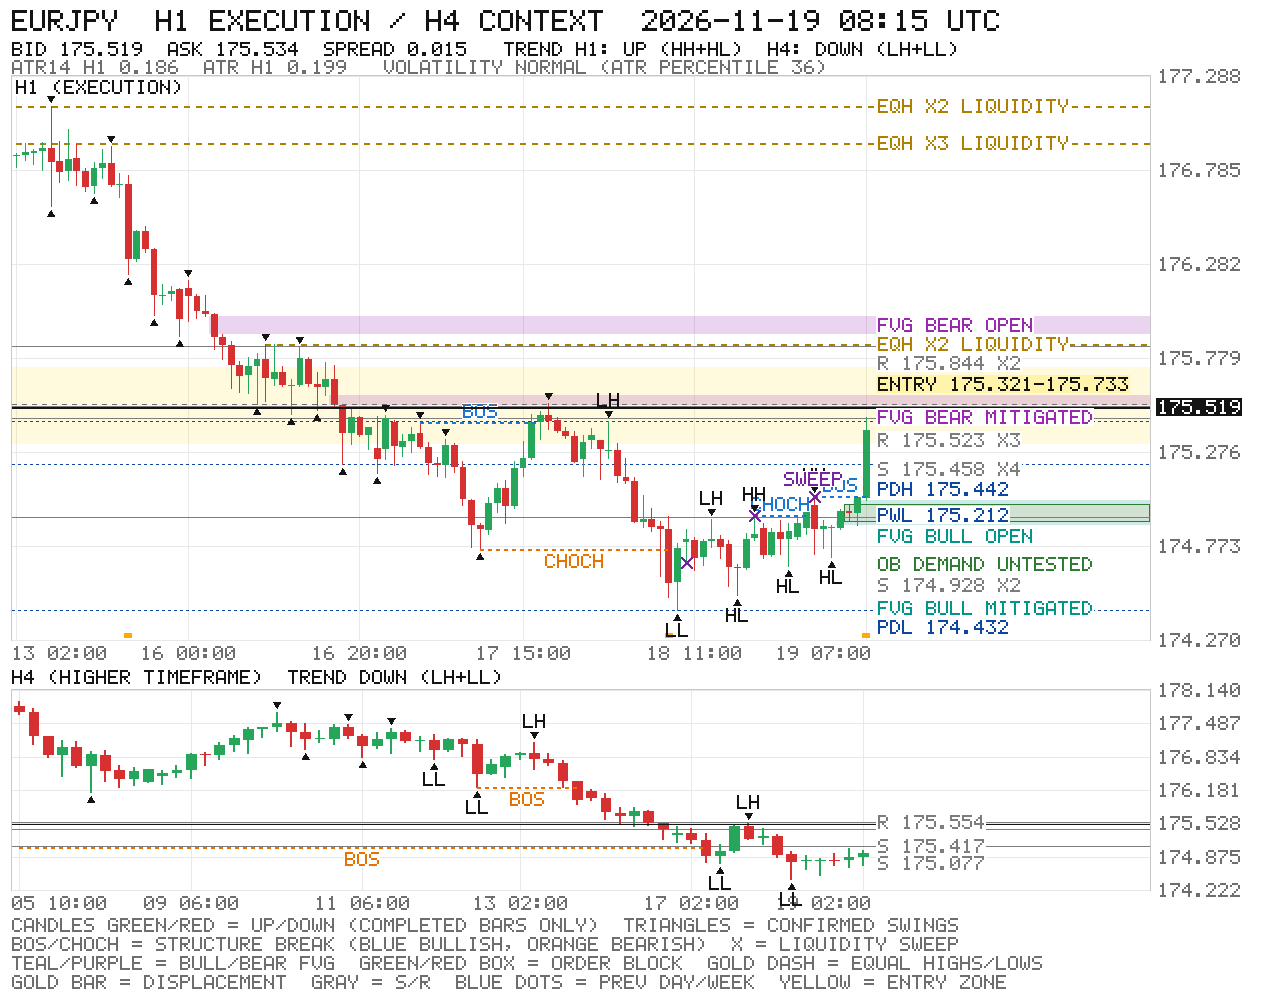 EURJPY  H1 EXECUTION / H4 CONTEXT  2026-11-19 08:15 UTC
BID 175.519  ASK 175.534  SPREAD 0.015   TREND H1: UP (HH+HL)  H4: DOWN (LH+LL)
ATR14 H1 0.186  ATR H1 0.199   VOLATILITY NORMAL (ATR PERCENTILE 36)
177.288
H1 (EXECUTION)
EQH X2 LIQUIDITY
EQH X3 LIQUIDITY
176.785
176.282
FVG BEAR OPEN
EQH X2 LIQUIDITY
175.779
R 175.844 X2
ENTRY 175.321-175.733
LH
175.519
BOS
FVG BEAR MITIGATED
R 175.523 X3
175.276
S 175.458 X4
SWEEP
BOS
PDH 175.442
LH
HH
CHOCH
PWL 175.212
FVG BULL OPEN
174.773
CHOCH
OB DEMAND UNTESTED
HL
HL
S 174.928 X2
HL
FVG BULL MITIGATED
LL
PDL 174.432
174.270
13 02:00
16 00:00
16 20:00
17 15:00
18 11:00
19 07:00
H4 (HIGHER TIMEFRAME)  TREND DOWN (LH+LL)
178.140
LH
177.487
176.834
LL
176.181
LL
BOS
LH
R 175.554
175.528
S 175.417
BOS
174.875
S 175.077
LL
174.222
LL
05 10:00
09 06:00
11 06:00
13 02:00
17 02:00
02:00
CANDLES GREEN/RED = UP/DOWN (COMPLETED BARS ONLY)  TRIANGLES = CONFIRMED SWINGS
BOS/CHOCH = STRUCTURE BREAK (BLUE BULLISH, ORANGE BEARISH)  X = LIQUIDITY SWEEP
TEAL/PURPLE = BULL/BEAR FVG  GREEN/RED BOX = ORDER BLOCK  GOLD DASH = EQUAL HIGHS/LOWS
GOLD BAR = DISPLACEMENT  GRAY = S/R  BLUE DOTS = PREV DAY/WEEK  YELLOW = ENTRY ZONE